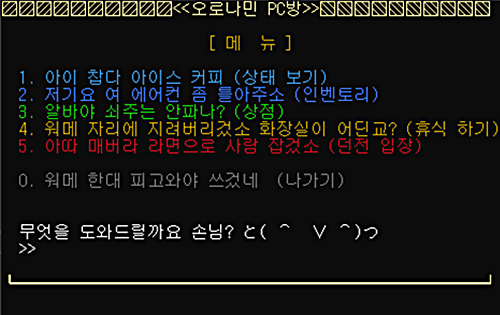 ▨▨▨▨▨▨▨▨▨▨<<오로나민 PC방>>▨▨▨▨▨▨▨▨▨▨
[ 메 뉴 ]
1. 아이 찹다 아이스 커피 (상태 보기)
2. 저기요 여 에어컨 좀 틀아주소 (인벤토리)
3. 알바야 쇠주는 안파나? (상점)
4. 워메 자리에 지려버리겄소 화장실이 어딘교? (휴식 하기)
5. 아따 매버라 라면으로 사람 잡겄소 (던전 입장)
0. 워메 한대 피고와야 쓰겄네 (나가기)
무엇을 도와드릴까요 손님? と( ^ ∨ ^)つ
>>